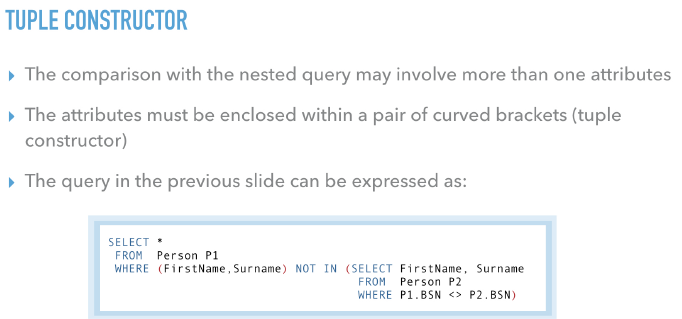 TUPLE CONSTRUCTOR
The comparison with the nested query may involve more than one attributes
The attributes must be enclosed within a pair of curved brackets (tuple
constructor)
The query in the previous slide can be expressed as:
SELECT *
FROM Person P1
WHERE (FirstName,Surname) NOT IN (SELECT FirstName, Surname
FROM Person P2
WHERE P1.BSN <> P2.BSN)